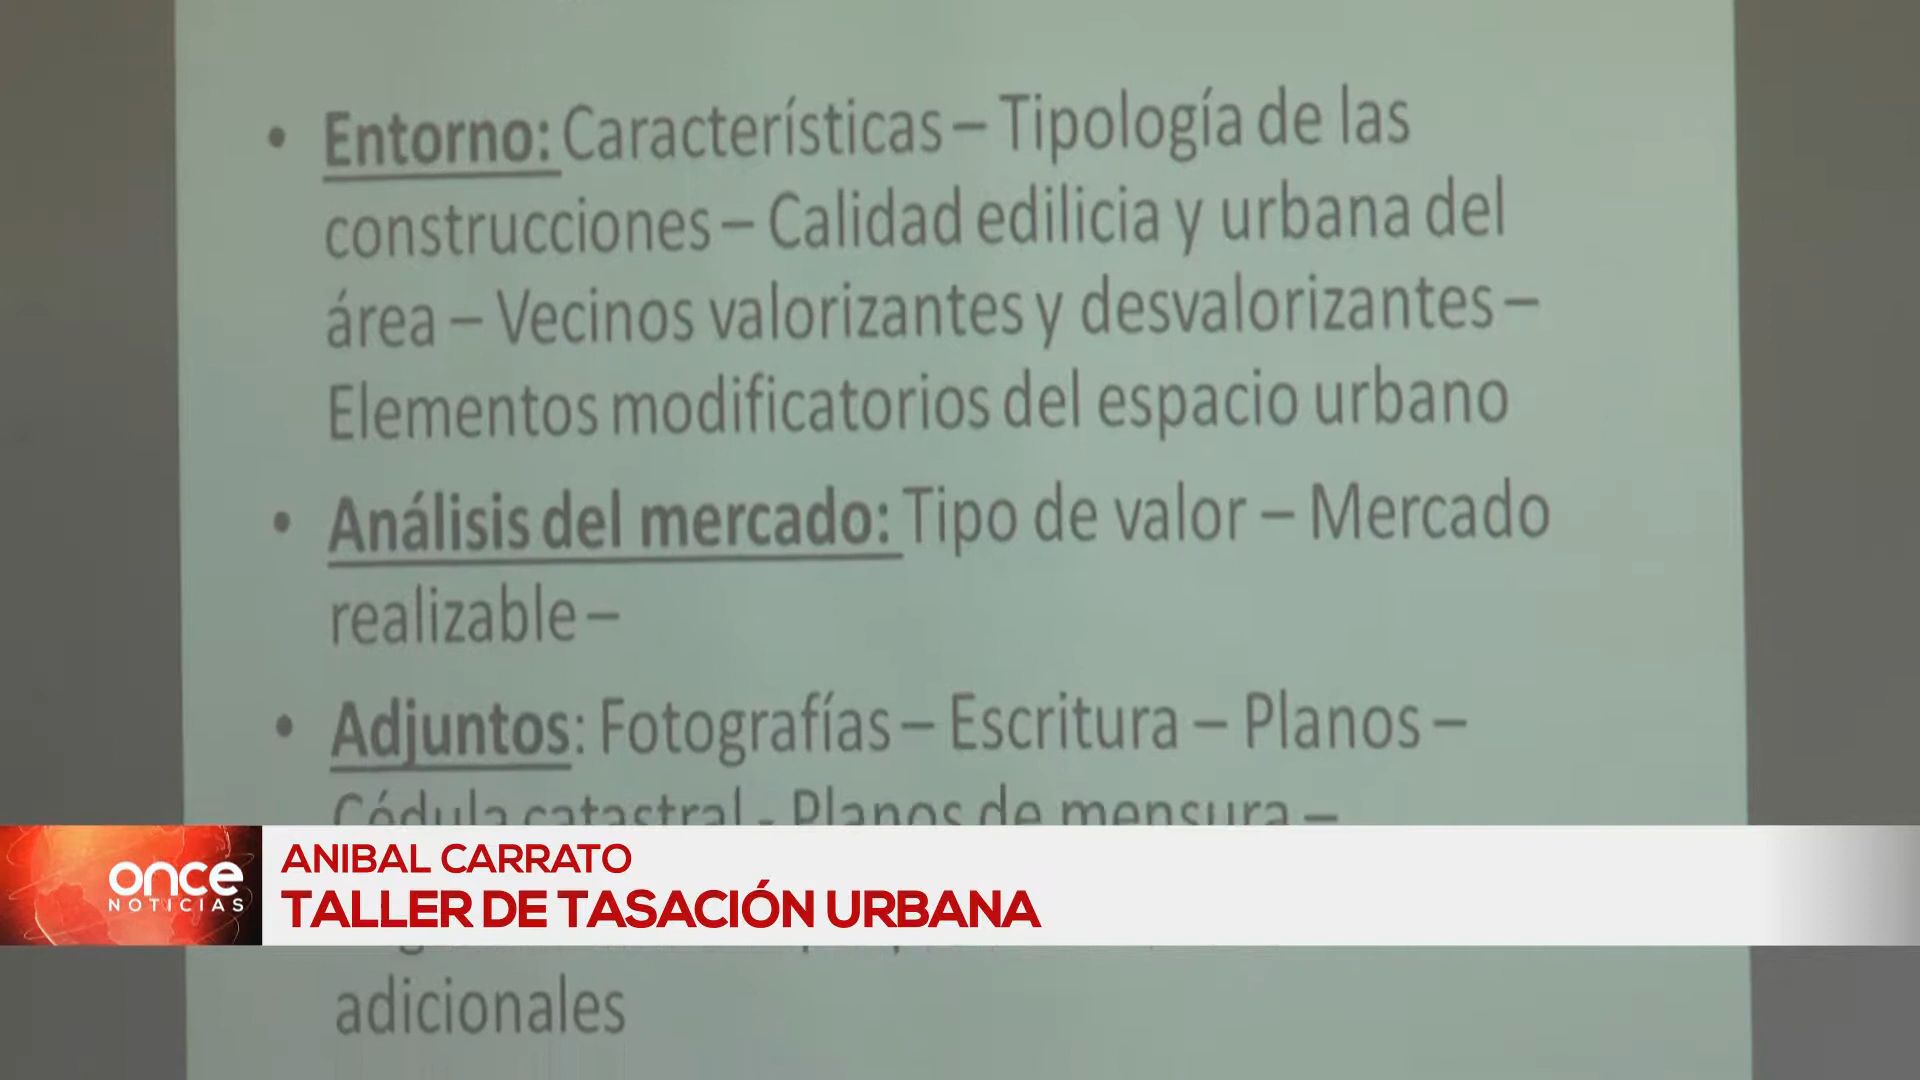 • Entorno: Características – Tipología de las
construcciones – Calidad edilicia y urbana del
área – Vecinos valorizantes y desvalorizantes –
Elementos modificatorios del espacio urbano
• Análisis del mercado: Tipo de valor – Mercado
realizable –
• Adjuntos: Fotografías – Escritura – Planos –
Cédula catastral - Planos de mensura –
adicionales
once
NOTICIAS
ANIBAL CARRATO
TALLER DE TASACIÓN URBANA